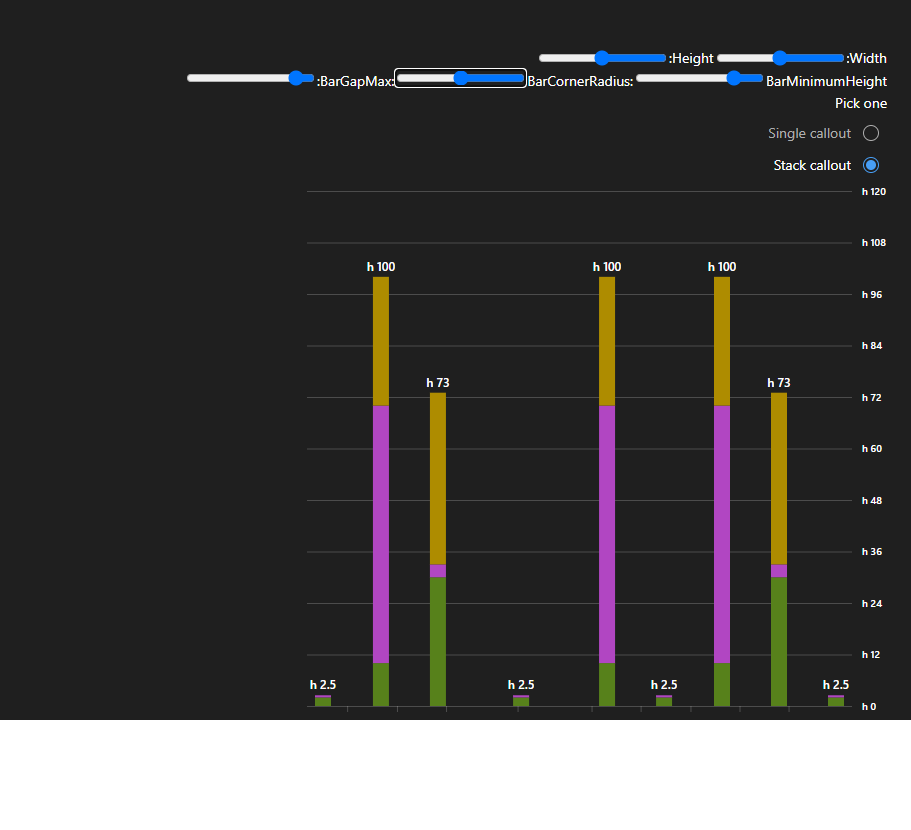 :Height :Width
:BarGapMax: BarCornerRadius: BarMinimumHeight
Pick one
Single callout
Stack callout
h 120
h 108
h 100 h 100 h 100
h 96
h 84
h 73 h 73
h 72
h 60
h 48
h 36
h 24
h 12
h 2.5 h 2.5 h 2.5 h 2.5
h 0